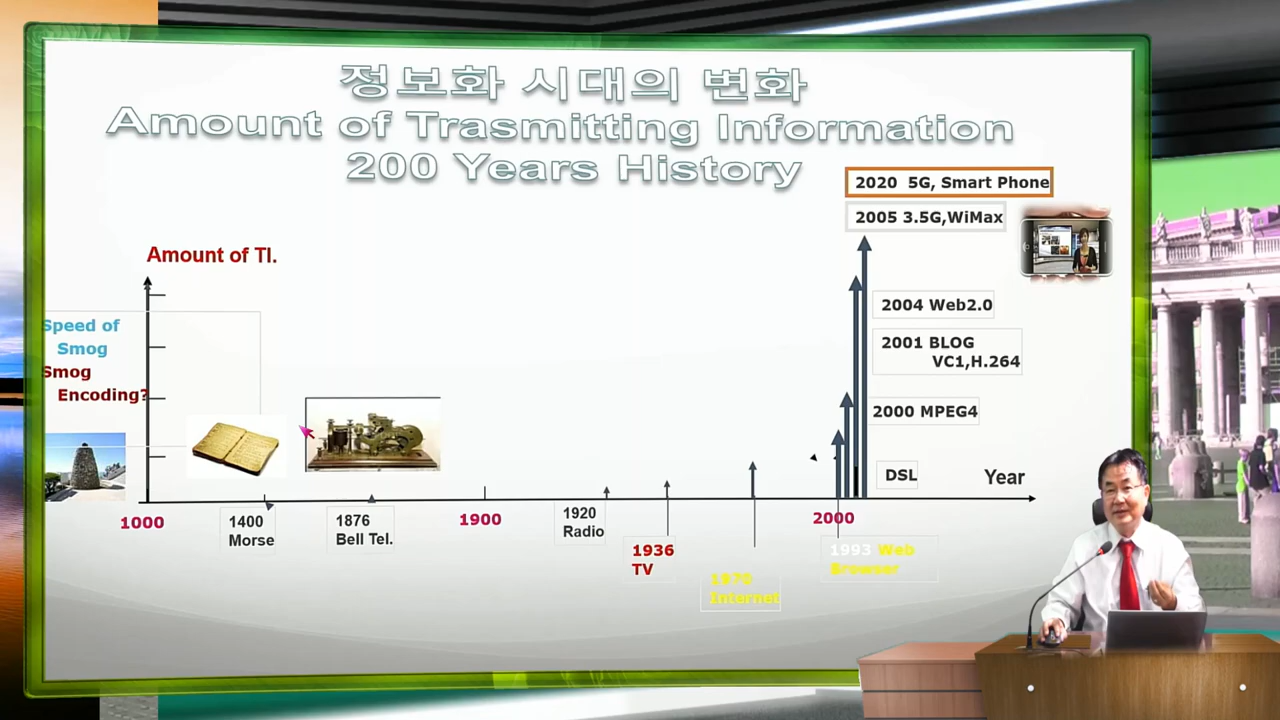 정보화 시대의 변화
Amount of Trasmitting Information
200 Years History
2020 5G, Smart Phone
2005 3.5G,WiMax
Amount of TI.
2004 Web2.0
Speed of
Smog
2001 BLOG
VC1,H.264
Smog
Encoding?
2000 MPEG4
DSL
Year
1000
1400
Morse
1876
Bell Tel.
1900
1920
Radio
2000
1936
TV
1993 Web
Browser
1970
Internet